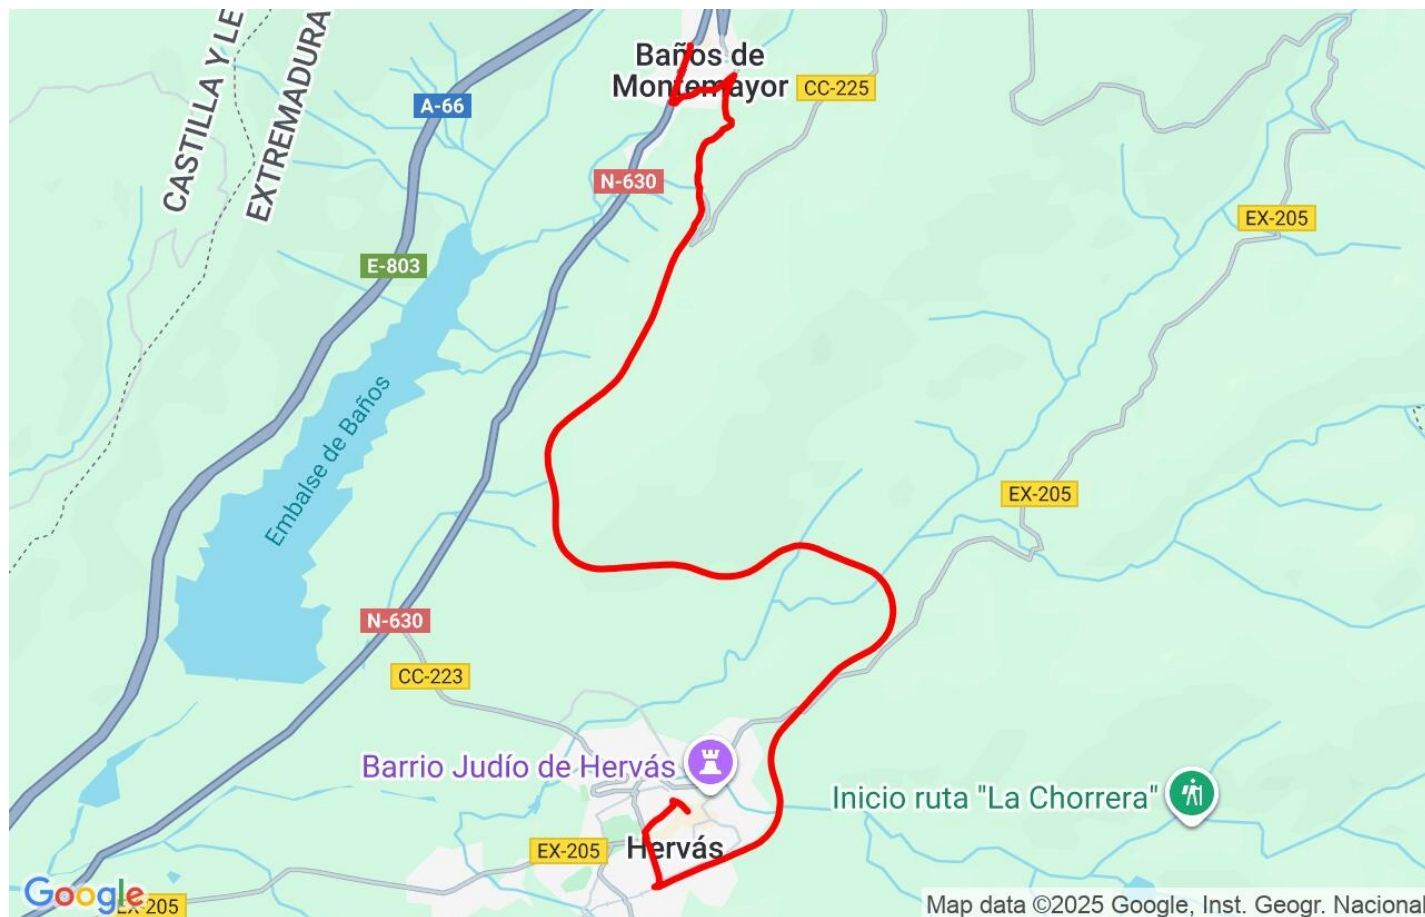 CASTILLA Y LE
EXTREMADURA
Baños de
Montemayor
CC-225
A-66
N-630
EX-205
E-803
Embalse de Baños
EX-205
N-630
CC-223
Barrio Judío de Hervás
Inicio ruta "La Chorrera"
EX-205
Hervás
Google
EX-205
Map data ©2025 Google, Inst. Geogr. Nacional